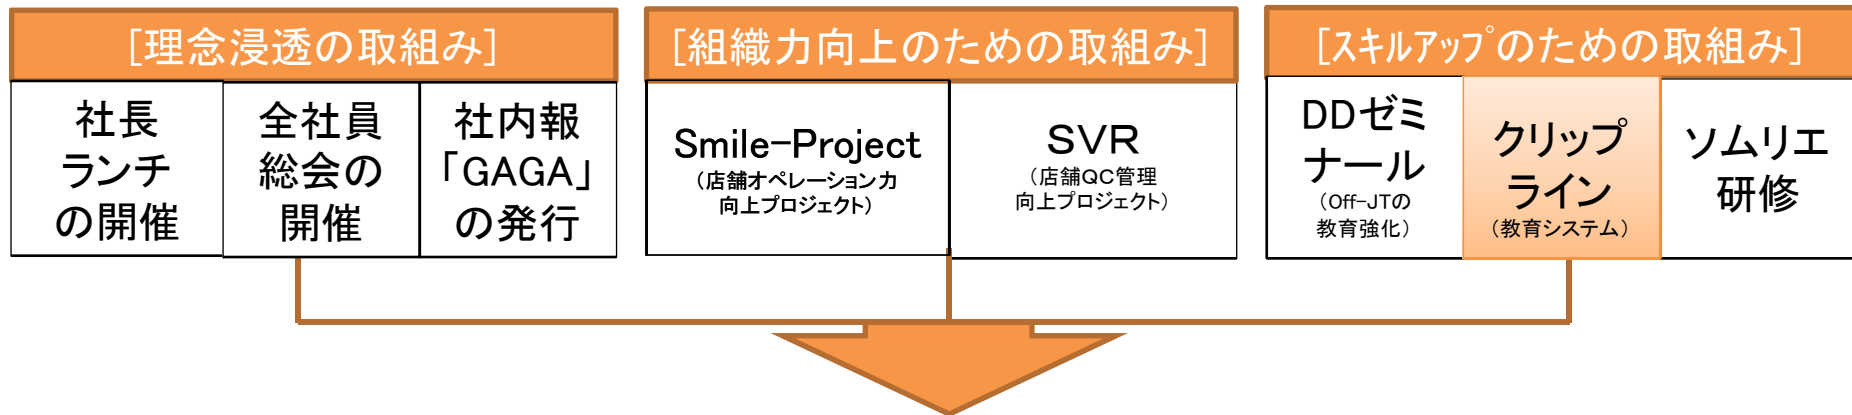 [理念浸透の取組み]
社長
ランチ
の開催
全社員
総会の
開催
社内報
「GAGA」
の発行
[組織力向上のための取組み]
Smile-Project
(店舗オペレーション力
向上プロジェクト)
SVR
(店舗QC管理
向上プロジェクト)
[スキルアップのための取組み]
DDゼミ
ナール
(Off-JTの
教育強化)
クリップ
ライン
(教育システム)
ソムリエ
研修